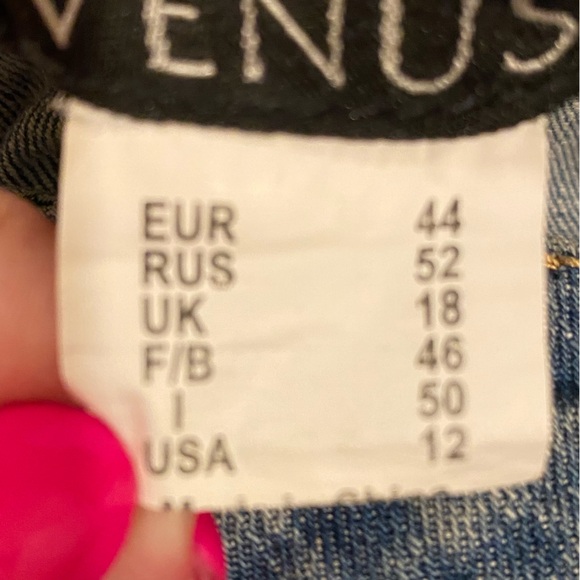 VENUS
EUR 44
RUS 52
UK 18
F/B 46
I 50
USA 12